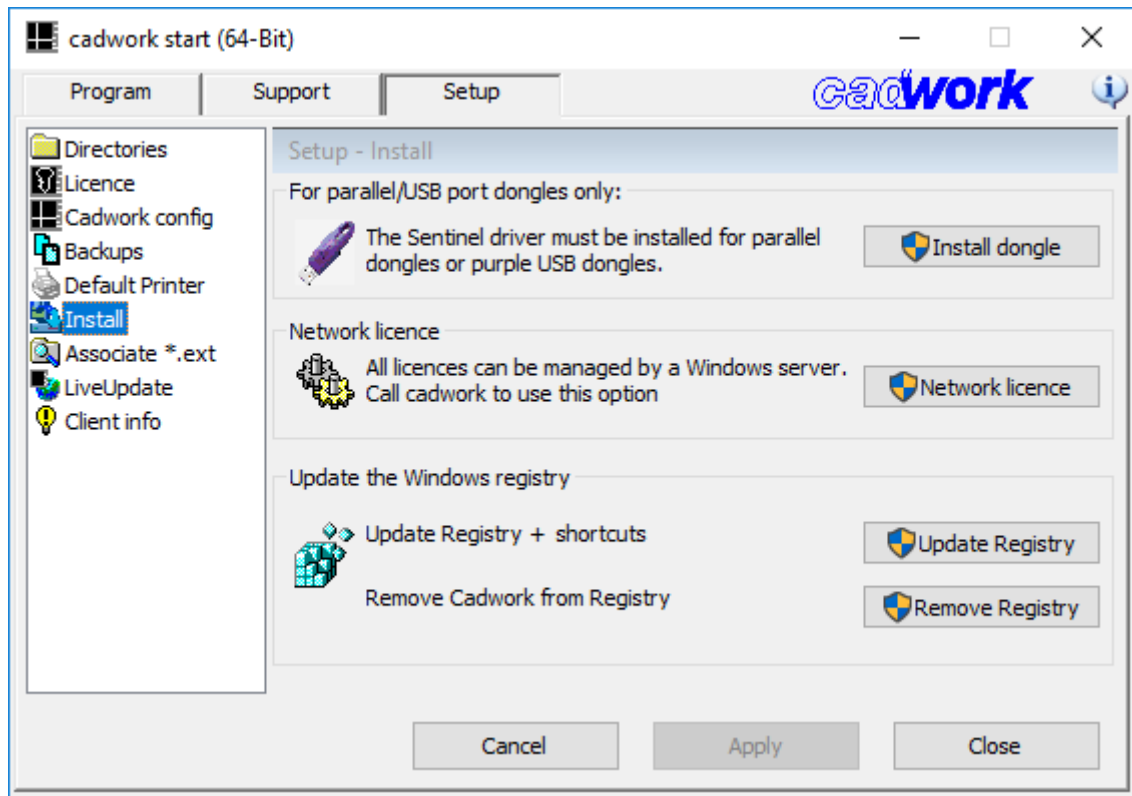 cadwork start (64-Bit)
Program
Support
Setup
cadwork
Directories
Licence
Cadwork config
Backups
Default Printer
Install
Associate *.ext
LiveUpdate
Client info
Setup - Install
For parallel/USB port dongles only:
The Sentinel driver must be installed for parallel
dongles or purple USB dongles.
Install dongle
Network licence
All licences can be managed by a Windows server.
Call cadwork to use this option
Network licence
Update the Windows registry
Update Registry + shortcuts
Update Registry
Remove Cadwork from Registry
Remove Registry
Cancel
Apply
Close